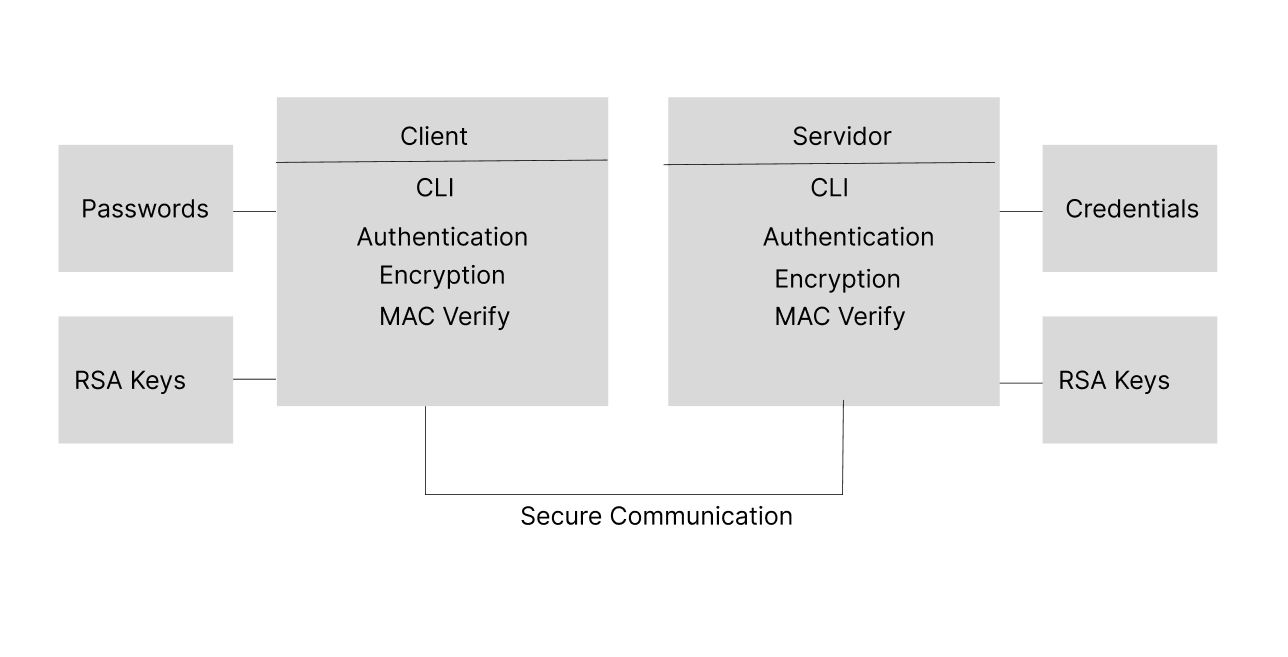 Client
CLI
Authentication
Encryption
MAC Verify
Servidor
CLI
Authentication
Encryption
MAC Verify
Passwords
RSA Keys
Credentials
RSA Keys
Secure Communication